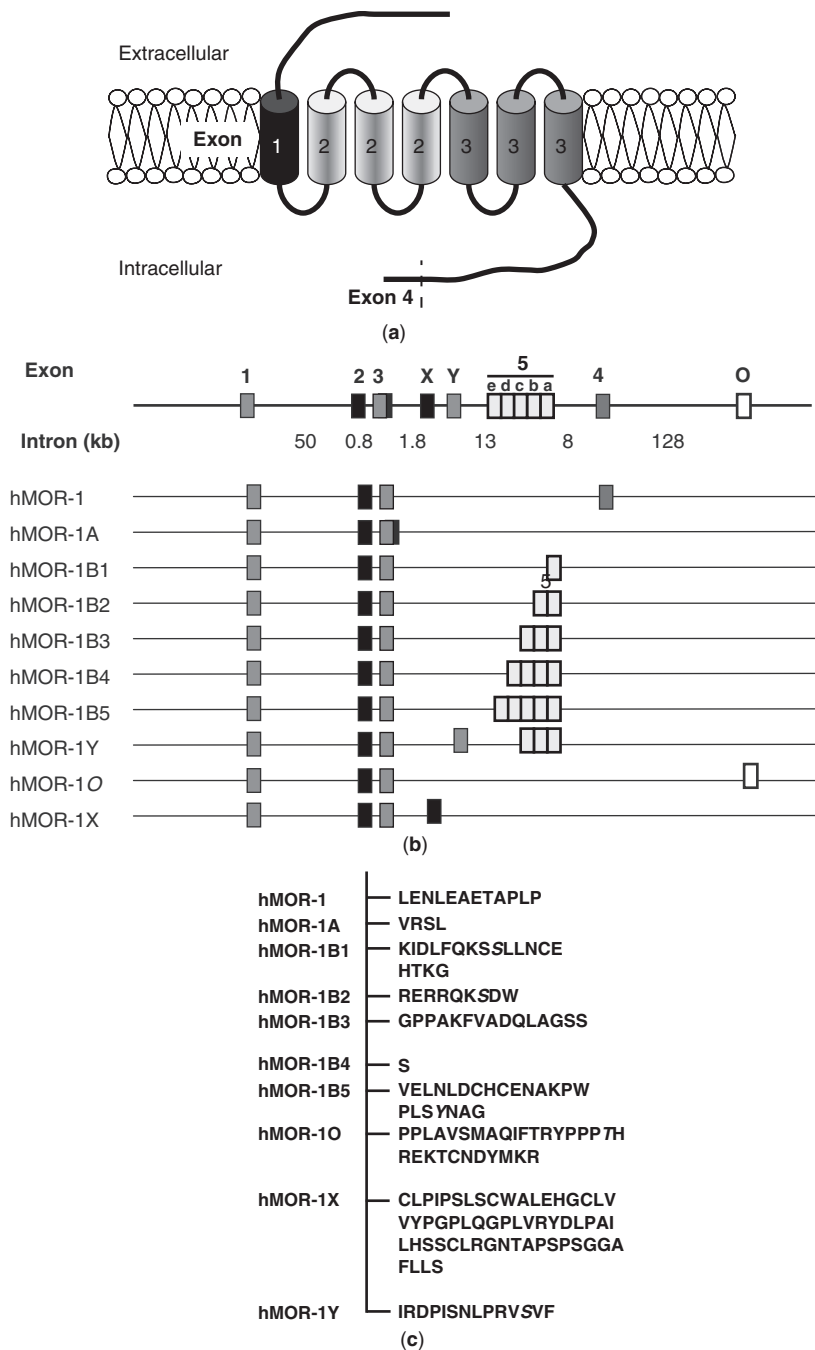 Extracellular
Exon
1 2 2 2 3 3 3
Intracellular
Exon 4
(a)
Exon
1 2 3 X Y 5 4 O
e d c b a
Intron (kb) 50 0.8 1.8 13 8 128
hMOR-1
hMOR-1A
hMOR-1B1
5
hMOR-1B2
hMOR-1B3
hMOR-1B4
hMOR-1B5
hMOR-1Y
hMOR-1O
hMOR-1X
(b)
hMOR-1 LENLEAETAPLP
hMOR-1A VRSL
hMOR-1B1 KIDLFQKSSLLNCE
HTKG
hMOR-1B2 RERRQKSDW
hMOR-1B3 GPPAKFVADQLAGSS
hMOR-1B4 S
hMOR-1B5 VELNLDCHCENAKPW
PLSYNAG
hMOR-1O PPLAVSMAQIFTRYPPPTH
REKTCNDYMKR
hMOR-1X CLPIPSLSCWALEHGCLV
VYPGPLQGPLVRYDLPAI
LHSSCLRGNTAPSPSGGA
FLLS
hMOR-1Y IRDPISNLPRVSVF
(c)